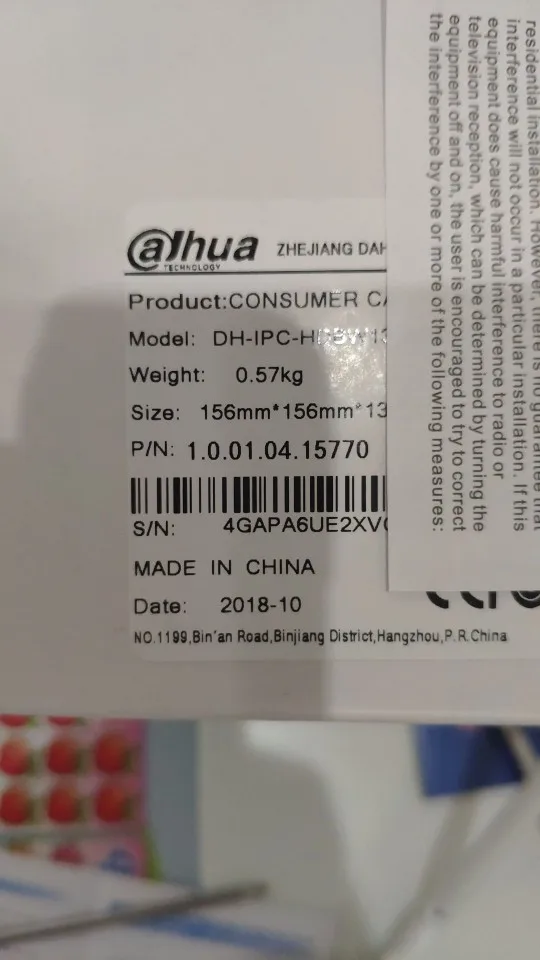 alhua
TECHNOLOGY
ZHEJIANG DAH
Product:CONSUMER CA
Model: DH-IPC-HDBW13
Weight: 0.57kg
Size: 156mm*156mm*13
P/N: 1.0.01.04.15770
S/N: 4GAPA6UE2XV
MADE IN CHINA
Date: 2018-10
NO.1199,Bin'an Road,Binjiang District,Hangzhou,P.R.China
residential installation. However, there is no guarantee that
interference will not occur in a particular installation. If this
equipment does cause harmful interference to radio or
television reception, which can be determined by turning the
equipment off and on, the user is encouraged to try to correct
the interference by one or more of the following measures: